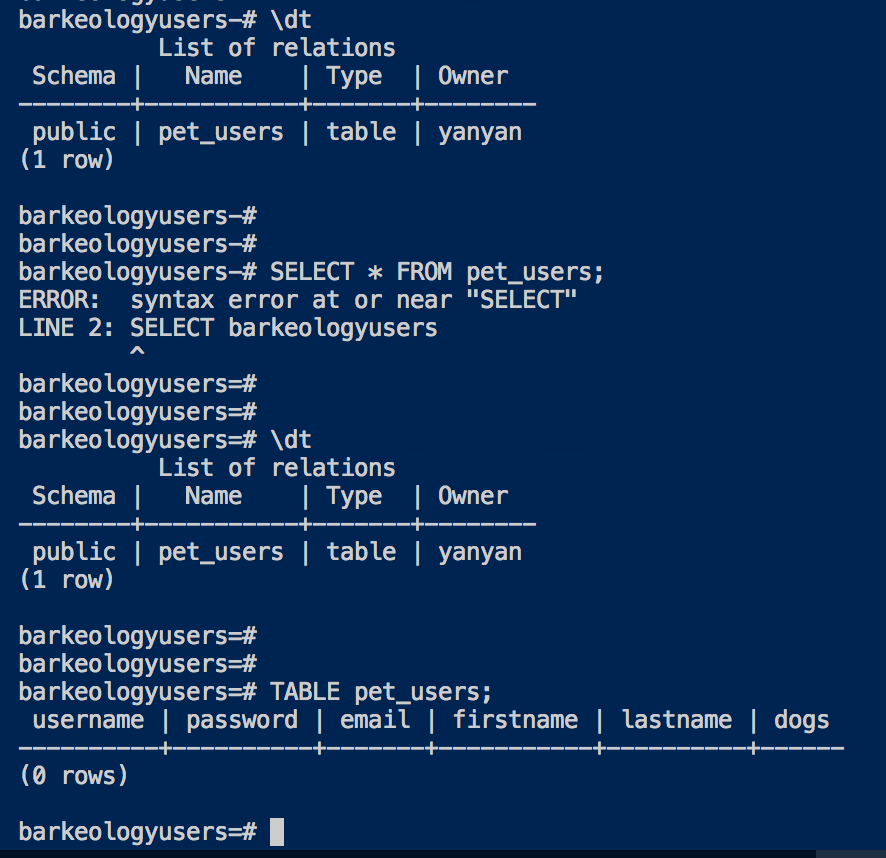 barkeologyusers-# \dt
List of relations
Schema | Name | Type | Owner
--------+-----------+-------+--------
public | pet_users | table | yanyan
(1 row)
barkeologyusers-#
barkeologyusers-#
barkeologyusers-# SELECT * FROM pet_users;
ERROR: syntax error at or near "SELECT"
LINE 2: SELECT barkeologyusers
^
barkeologyusers=#
barkeologyusers=#
barkeologyusers=# \dt
List of relations
Schema | Name | Type | Owner
--------+-----------+-------+--------
public | pet_users | table | yanyan
(1 row)
barkeologyusers=#
barkeologyusers=#
barkeologyusers=# TABLE pet_users;
username | password | email | firstname | lastname | dogs
----------+----------+-------+-----------+----------+------
(0 rows)
barkeologyusers=#